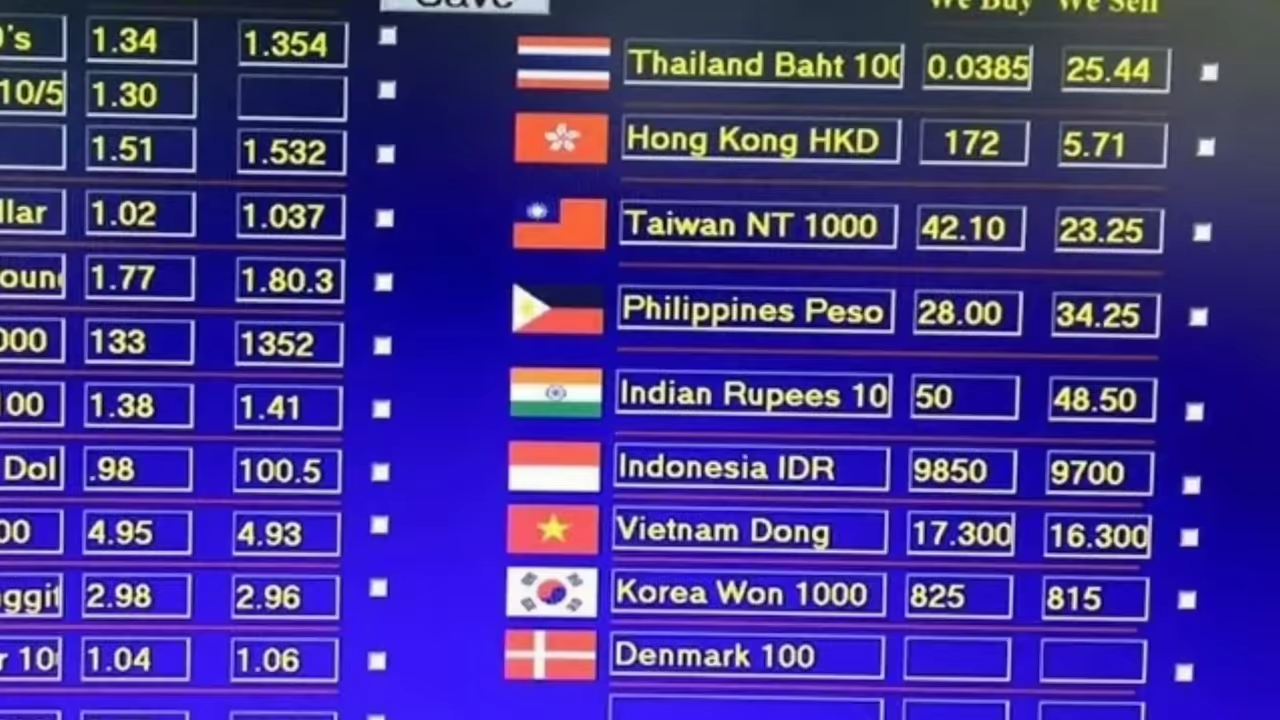 We Buy We Sell
's 1.34 1.354
10/5 1.30
1.51 1.532
llar 1.02 1.037
oun 1.77 1.80.3
000 133 1352
00 1.38 1.41
Dol .98 100.5
00 4.95 4.93
ggit 2.98 2.96
r 10 1.04 1.06
Thailand Baht 100 0.0385 25.44
Hong Kong HKD 172 5.71
Taiwan NT 1000 42.10 23.25
Philippines Peso 28.00 34.25
Indian Rupees 10 50 48.50
Indonesia IDR 9850 9700
Vietnam Dong 17.300 16.300
Korea Won 1000 825 815
Denmark 100